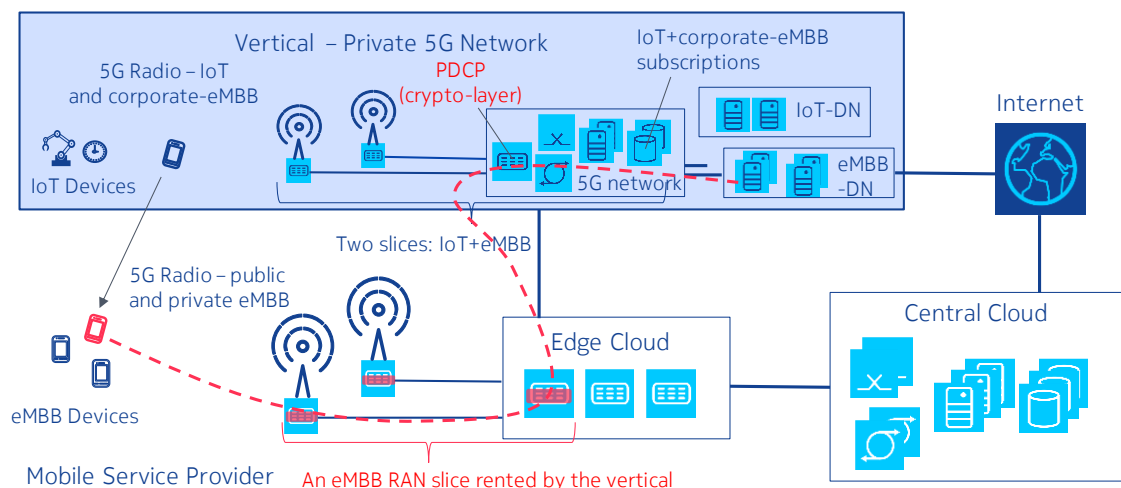 Vertical – Private 5G Network
IoT+corporate-eMBB
subscriptions
5G Radio – IoT
and corporate-eMBB
PDCP
(crypto-layer)
IoT-DN
Internet
IoT Devices
5G network
eMBB
-DN
Two slices: IoT+eMBB
5G Radio – public
and private eMBB
Edge Cloud
Central Cloud
eMBB Devices
Mobile Service Provider
An eMBB RAN slice rented by the vertical